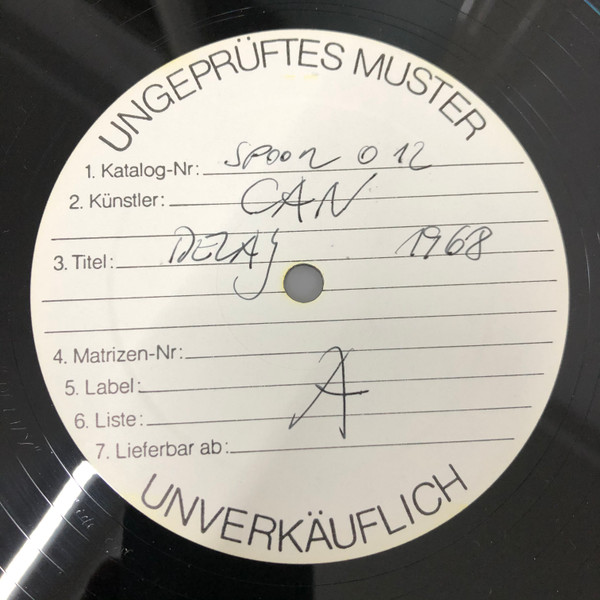 UNGEPRÜFTES MUSTER
1. Katalog-Nr: SPOON 012
2. Künstler: CAN
3. Titel: DELAY 1968
4. Matrizen-Nr:
5. Label: A
6. Liste:
7. Lieferbar ab:
UNVERKÄUFLICH